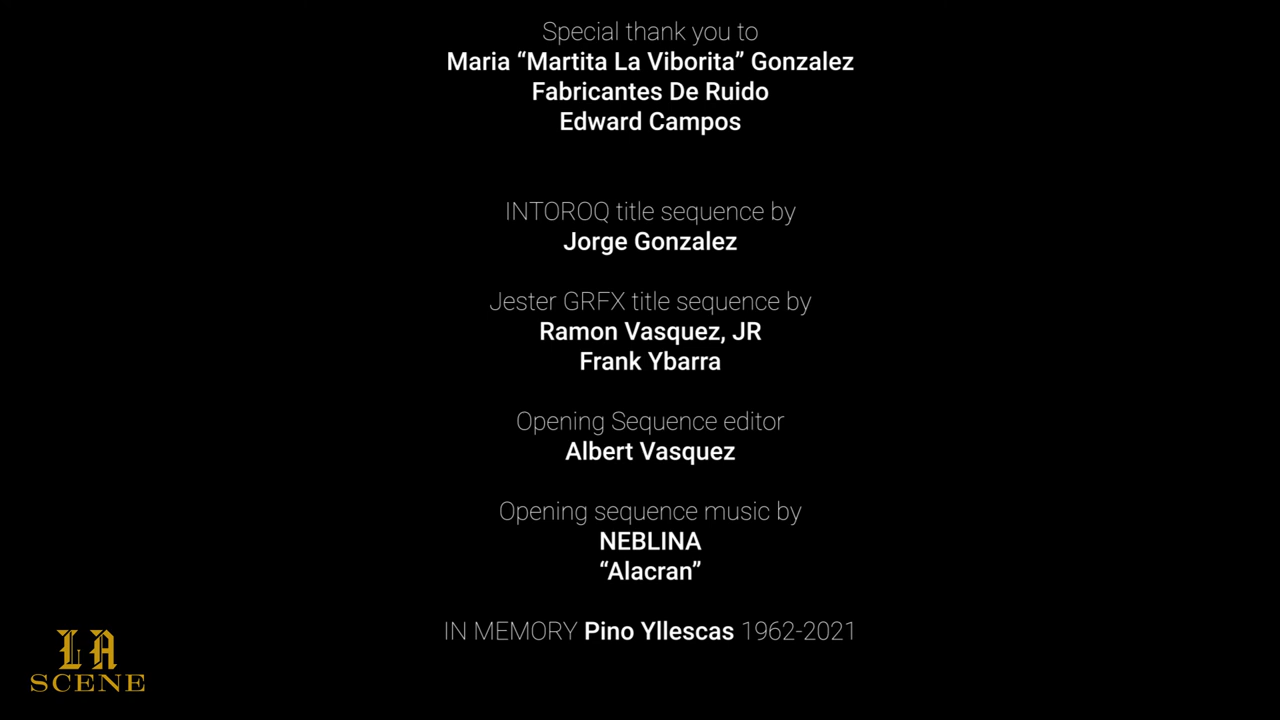 Special thank you to
Maria “Martita La Viborita” Gonzalez
Fabricantes De Ruido
Edward Campos
INTOROQ title sequence by
Jorge Gonzalez
Jester GRFX title sequence by
Ramon Vasquez, JR
Frank Ybarra
Opening Sequence editor
Albert Vasquez
Opening sequence music by
NEBLINA
“Alacran”
IN MEMORY Pino Yllescas 1962-2021
LA
SCENE